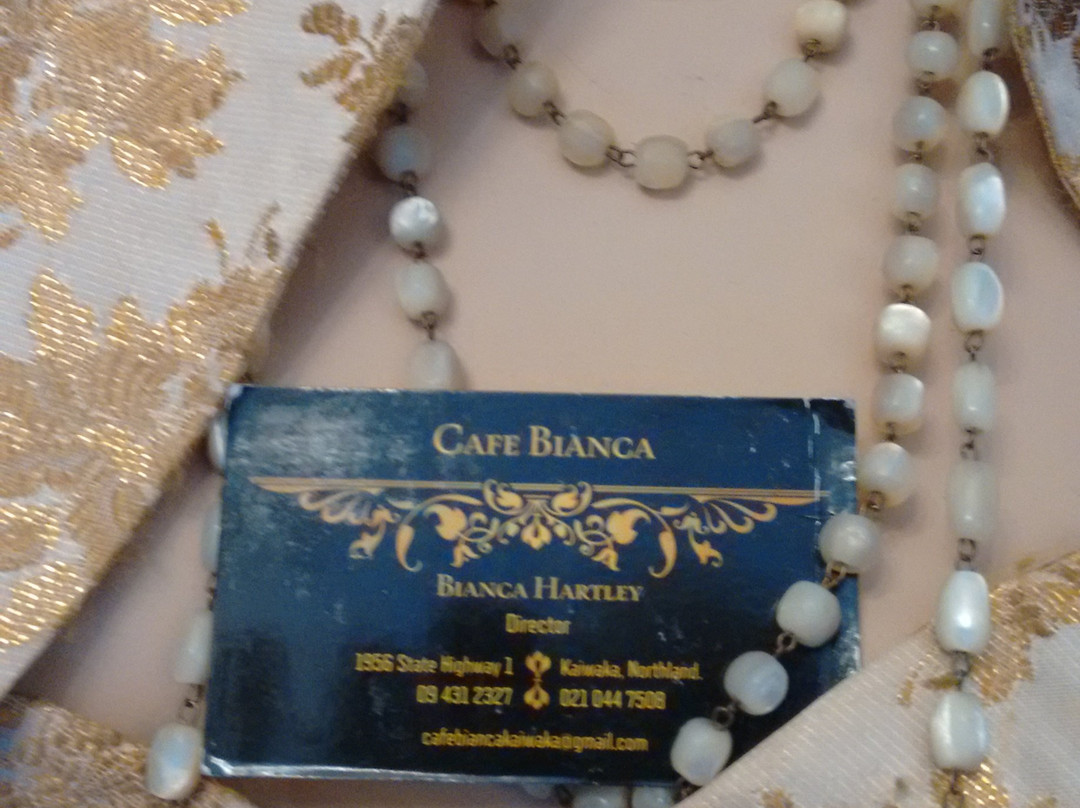 CAFE BIANCA
BIANCA HARTLEY
Director
1956 State Highway 1 Kaiwaka, Northland.
09 431 2327 021 044 7508
cafebiancakaiwaka@gmail.com